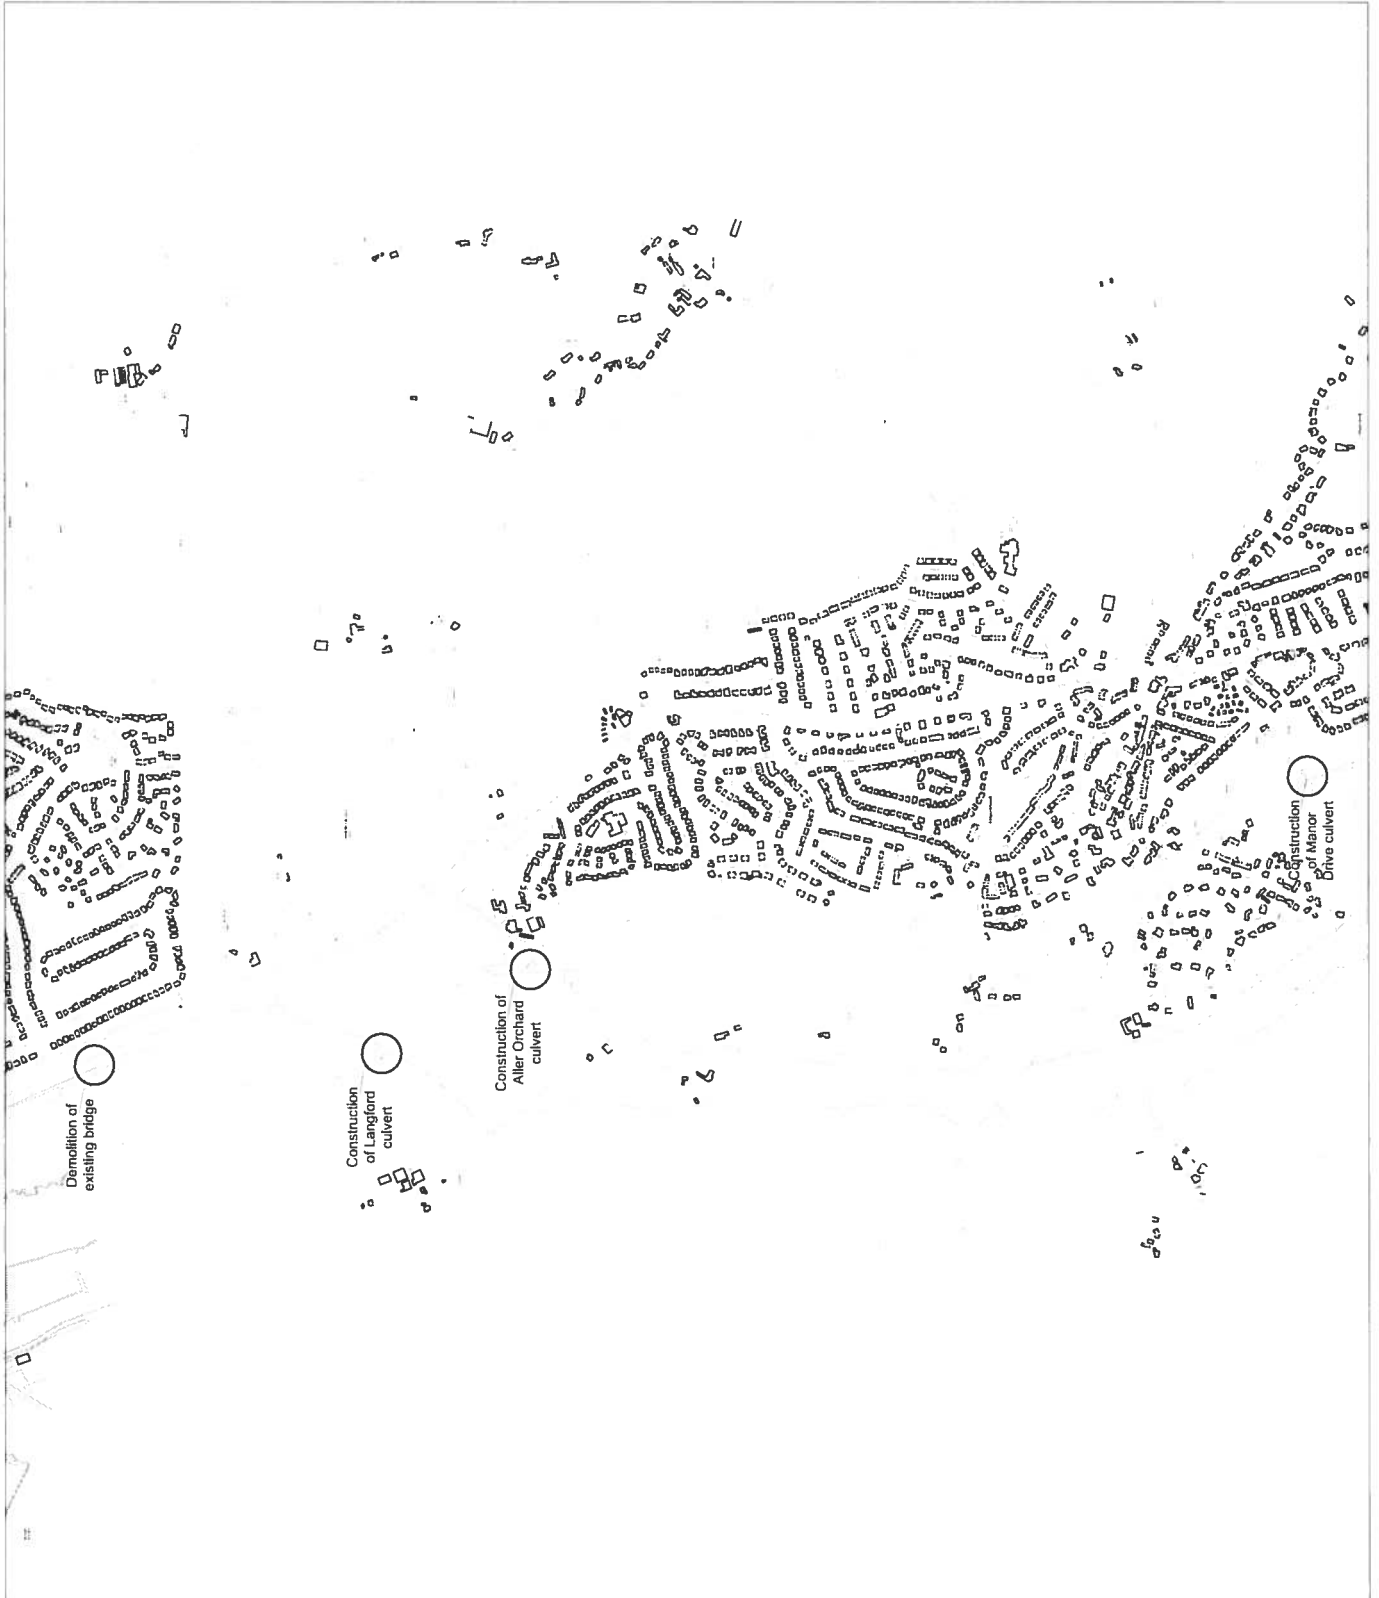 Demolition of
existing bridge
Construction
of Langford
culvert
Construction of
Aller Orchard
culvert
Construction
of Manor
Drive culvert